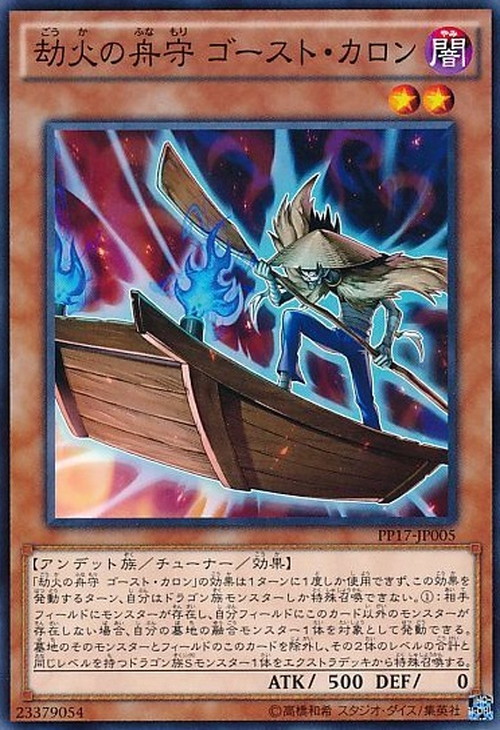 劫火の舟守 ゴースト・カロン
闇
PP17-JP005
【アンデット族/チューナー/効果】
「劫火の舟守 ゴースト・カロン」の効果は1ターンに1度しか使用できず、この効果を
発動するターン、自分はドラゴン族モンスターしか特殊召喚できない。①:相手
フィールドにモンスターが存在し、自分フィールドにこのカード以外のモンスターが
存在しない場合、自分の墓地の融合モンスター1体を対象として発動できる。
墓地のそのモンスターとフィールドのこのカードを除外し、その2体のレベルの合計と
同じレベルを持つドラゴン族Sモンスター1体をエクストラデッキから特殊召喚する。
ATK/ 500 DEF/ 0
23379054
©高橋和希 スタジオ・ダイス/集英社